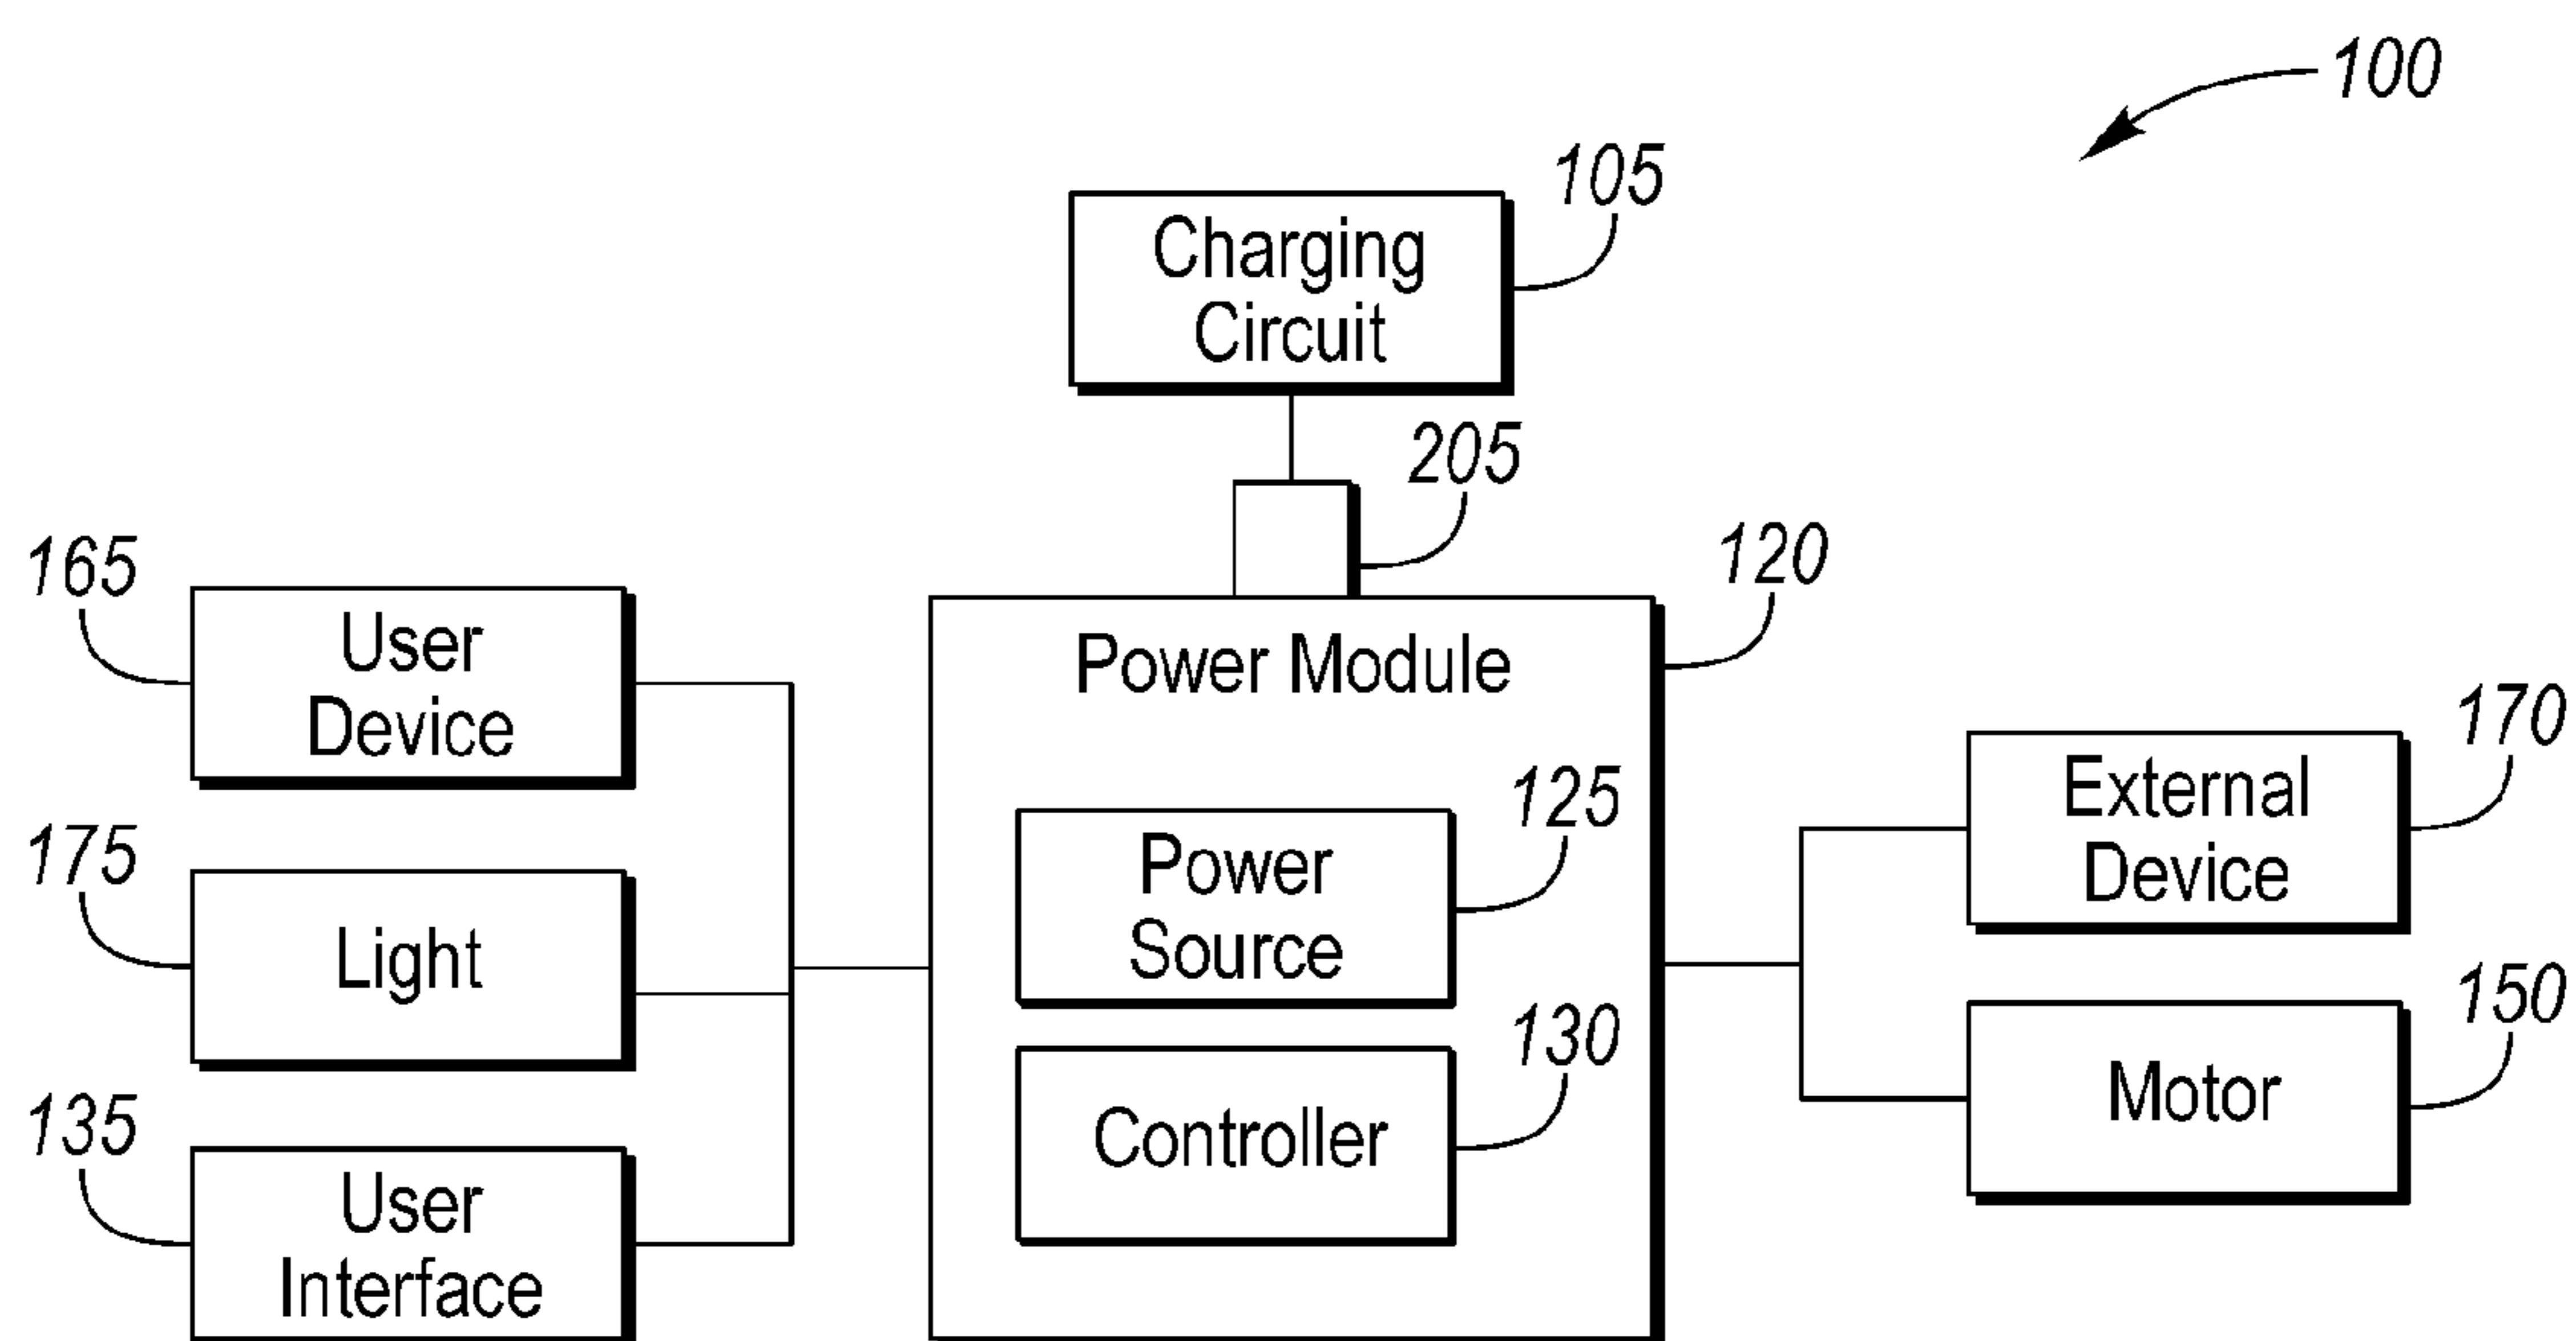 100
105
Charging
Circuit
205
165
120
User
Device
Power Module
170
External
Device
125
Power
Source
175
Light
150
Motor
130
Controller
135
User
Interface